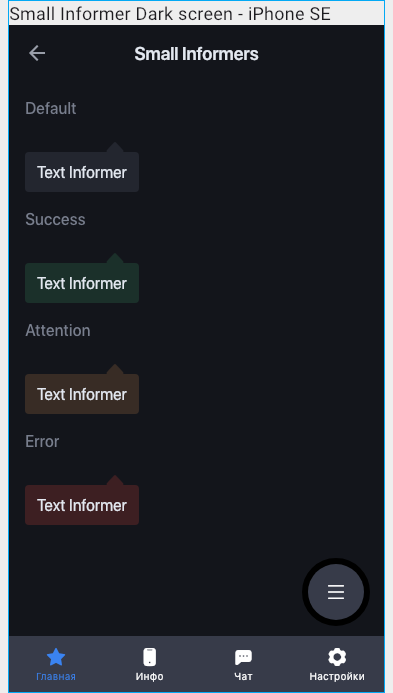 Small Informer Dark screen - iPhone SE
Small Informers
Default
Text Informer
Success
Text Informer
Attention
Text Informer
Error
Text Informer
Главная
Инфо
Чат
Настройки